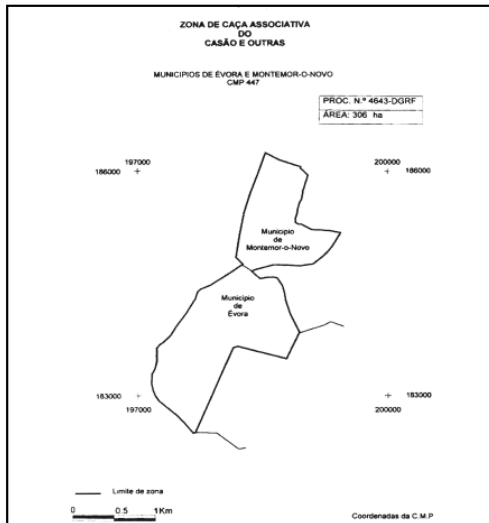 ZONA DE CAÇA ASSOCIATIVA
DO
CASÃO E OUTRAS
MUNICIPIOS DE ÉVORA E MONTEMOR-O-NOVO
CMP 447
PROC. N.º 4643-DGRF
ÁREA: 306 ha
197000
200000
186000
186000
Município
de
Montemor-o-Novo
Município
de
Évora
183000
183000
197000
200000
Limite de zona
0 0.5 1Km
Coordenadas da C.M.P